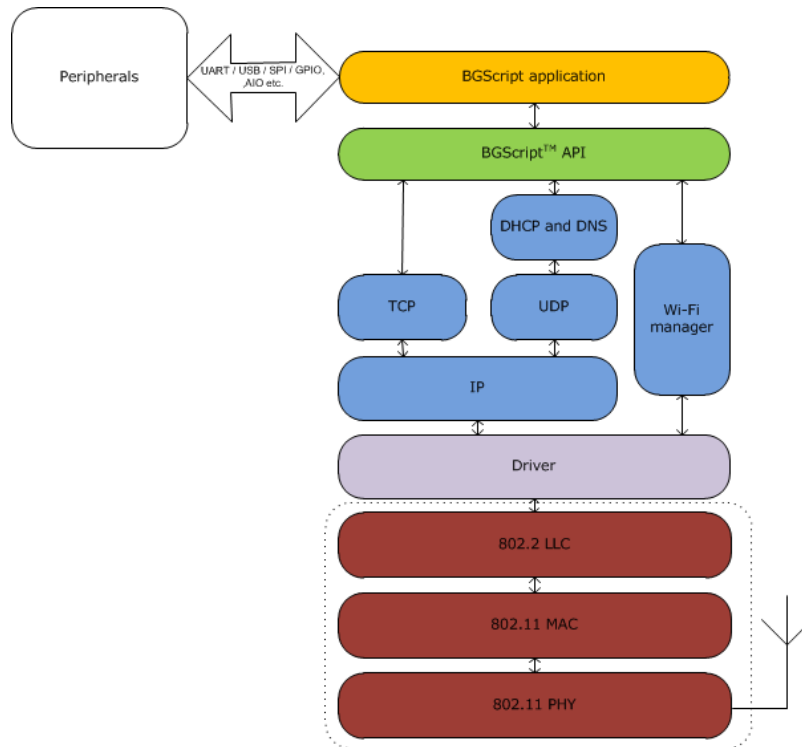 Peripherals
UART / USB / SPI / GPIO,
,AIO etc.
BGScript application
BGScript™ API
DHCP and DNS
TCP
UDP
Wi-Fi
manager
IP
Driver
802.2 LLC
802.11 MAC
802.11 PHY